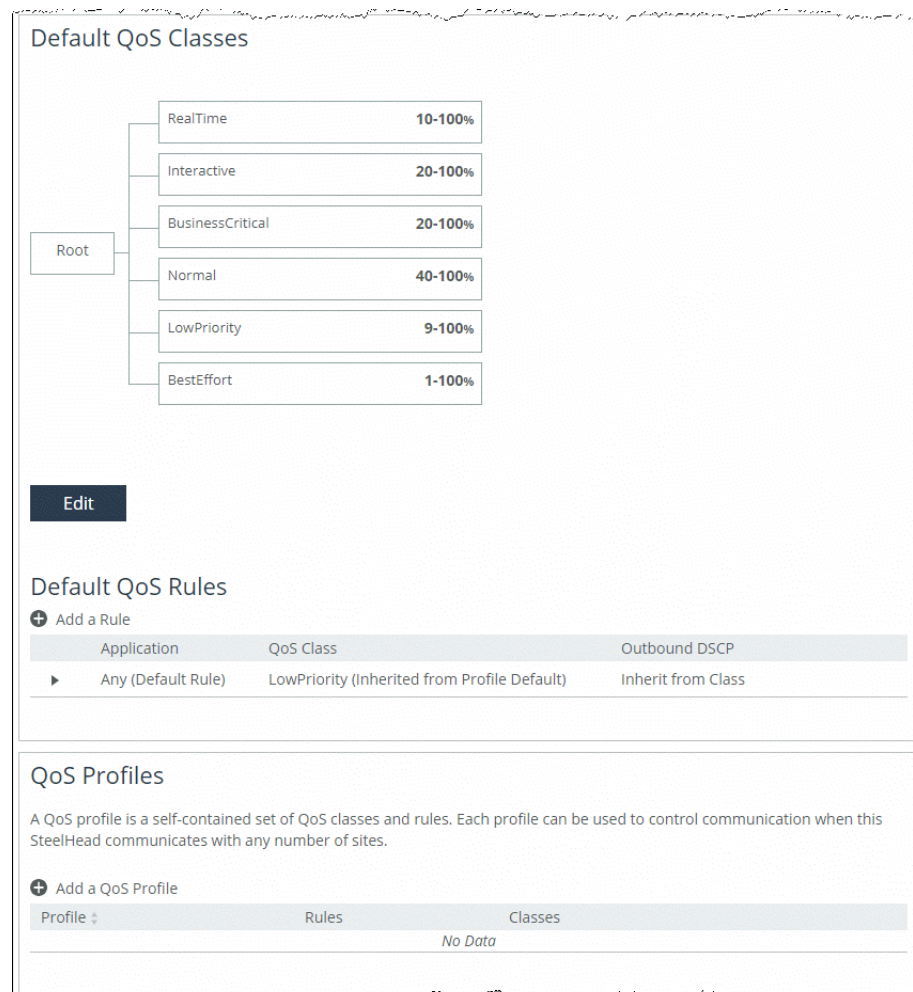 Default QoS Classes
RealTime 10-100%
Interactive 20-100%
BusinessCritical 20-100%
Root
Normal 40-100%
LowPriority 9-100%
BestEffort 1-100%
Edit
Default QoS Rules
Add a Rule
Application QoS Class Outbound DSCP
Any (Default Rule) LowPriority (Inherited from Profile Default) Inherit from Class
QoS Profiles
A QoS profile is a self-contained set of QoS classes and rules. Each profile can be used to control communication when this
SteelHead communicates with any number of sites.
Add a QoS Profile
Profile Rules Classes
No Data